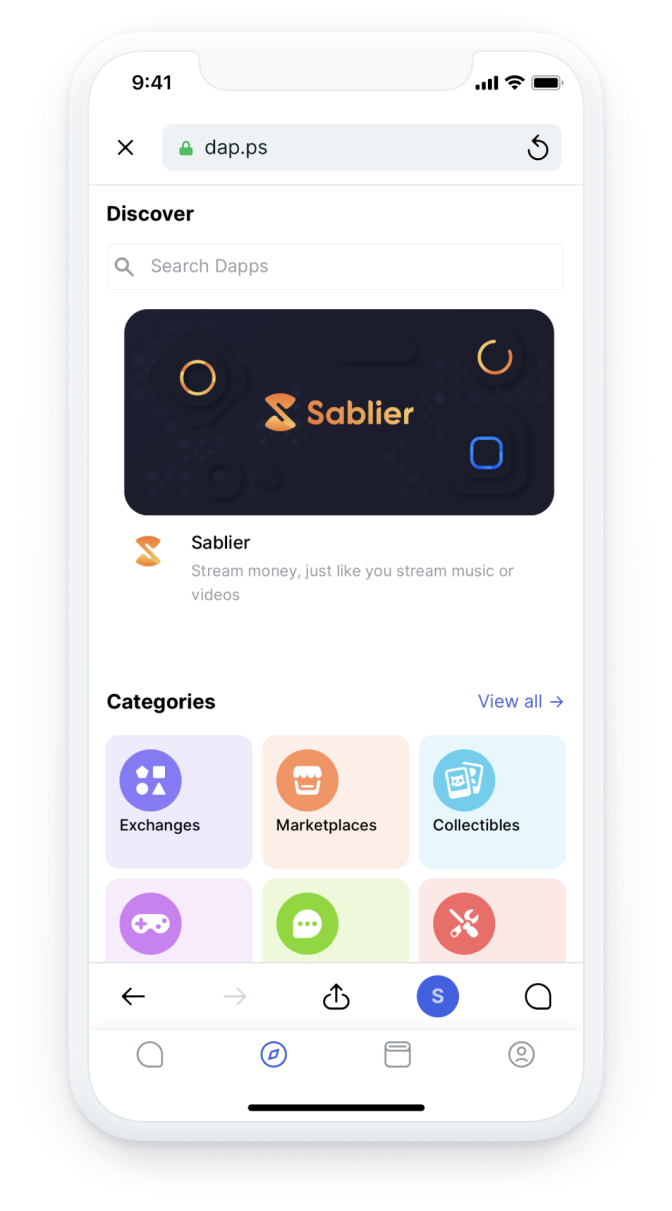 9:41
dap.ps
Discover
Search Dapps
Sablier
Sablier
Stream money, just like you stream music or
videos
Categories
View all →
Exchanges
Marketplaces
Collectibles
S